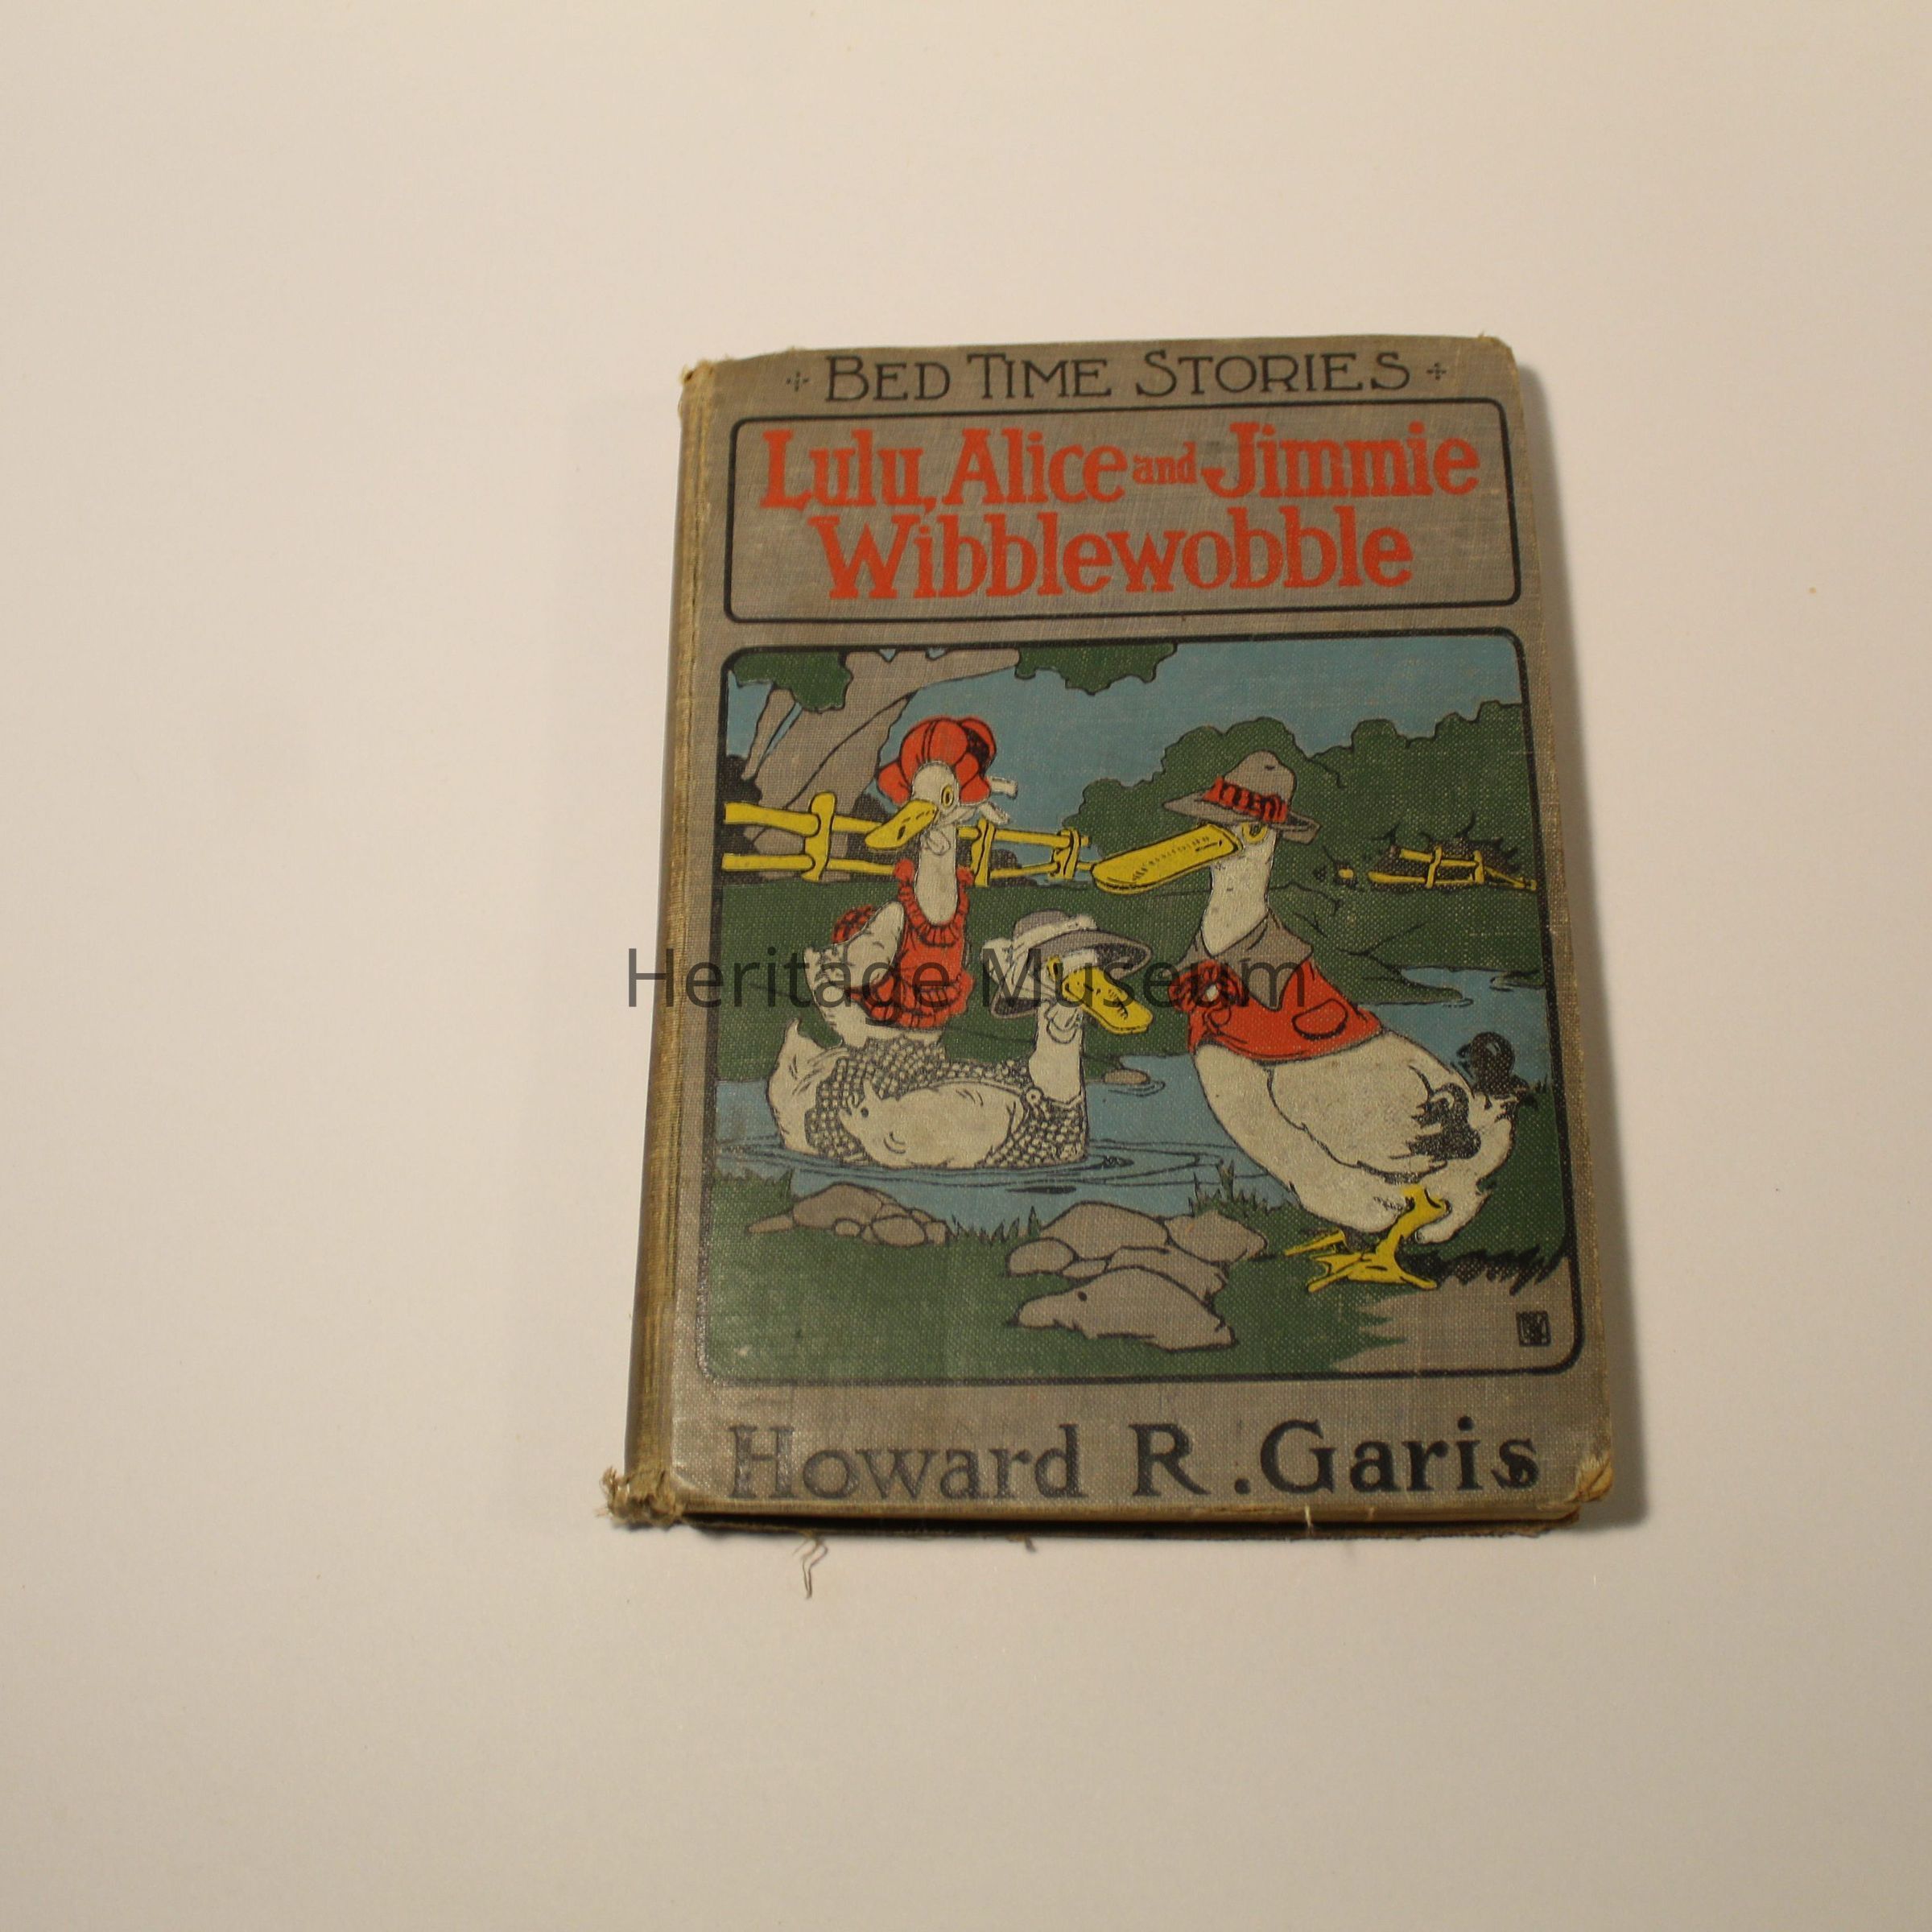 BED TIME STORIES
Lulu, Alice and Jimmie
Wibblewobble
Heritage Museum
Howard R. Garis